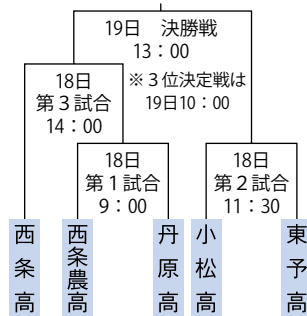 19日 決勝戦
13：00
※３位決定戦は
19日10：00
18日
第３試合
14：00
18日
第１試合
9：00
18日
第２試合
11：30
西条高
西条農高
丹原高
小松高
東予高